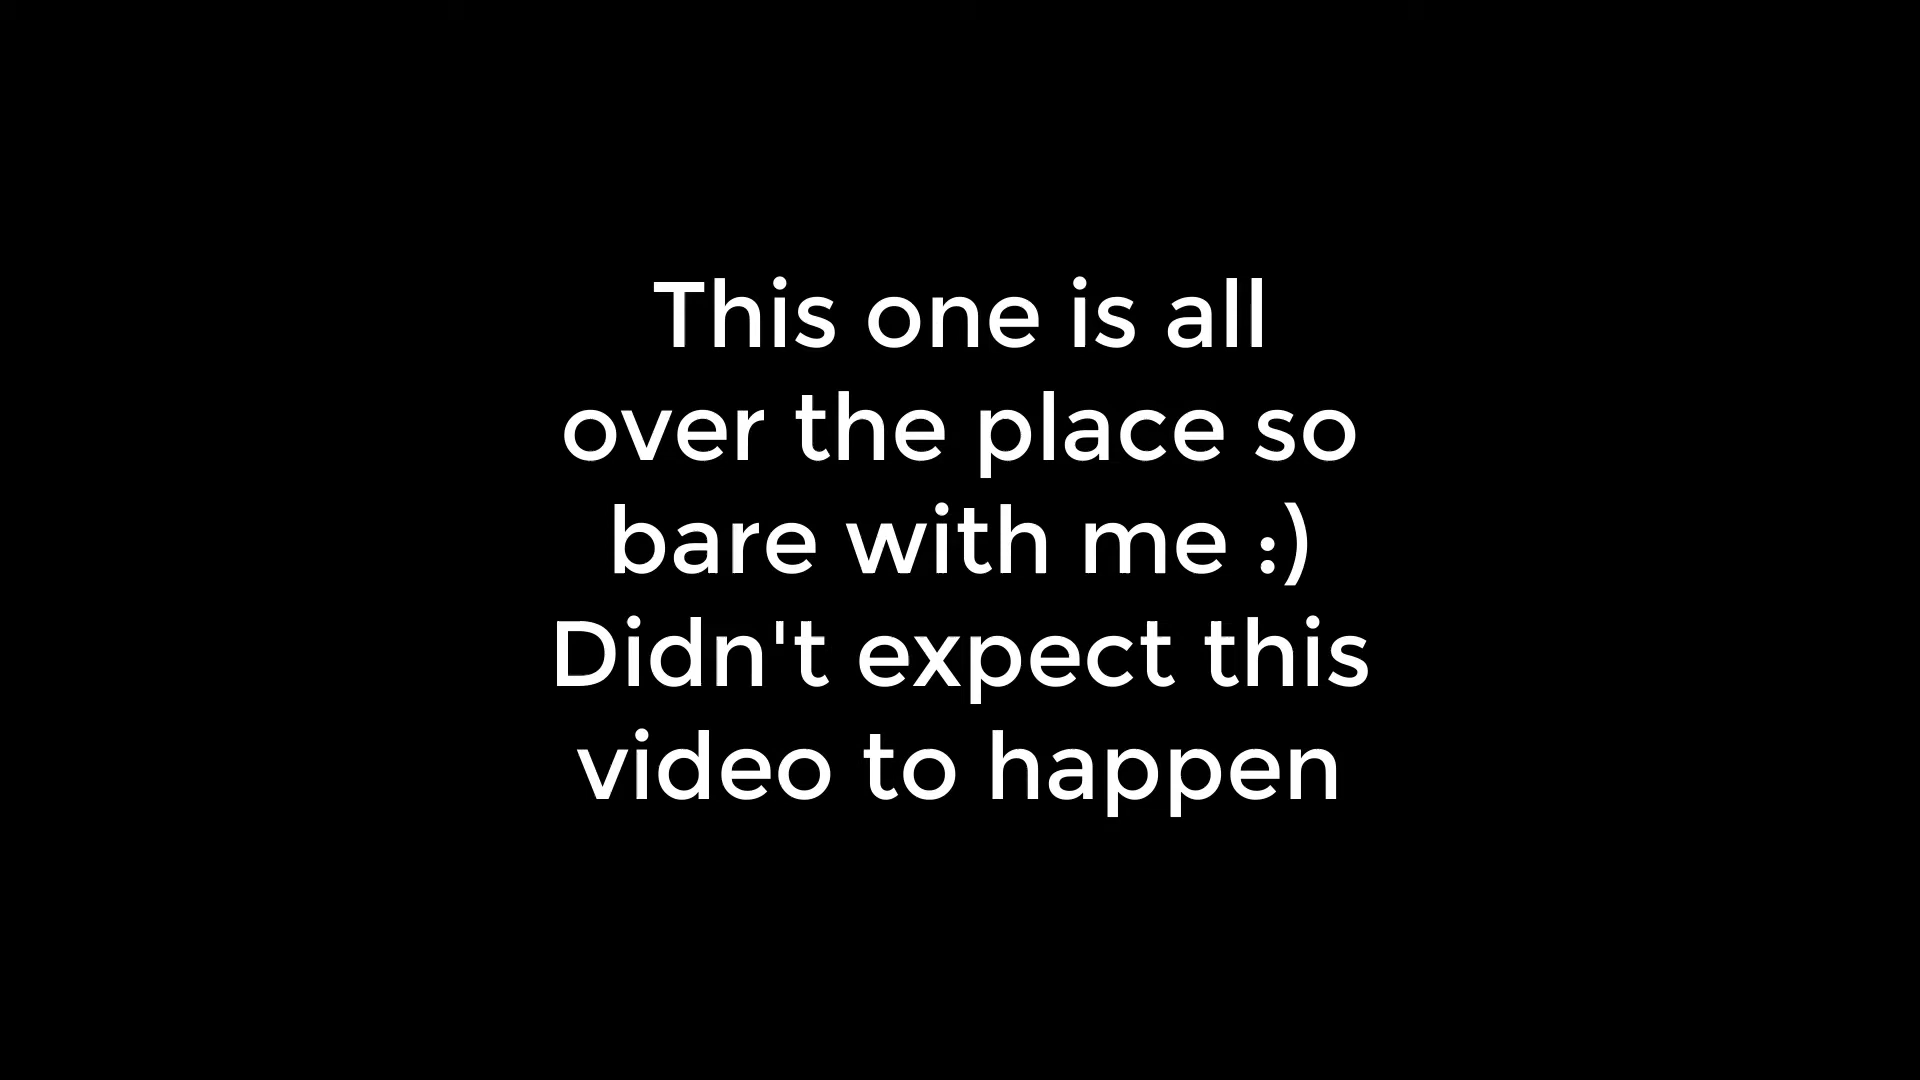 This one is all
over the place so
bare with me :)
Didn't expect this
video to happen